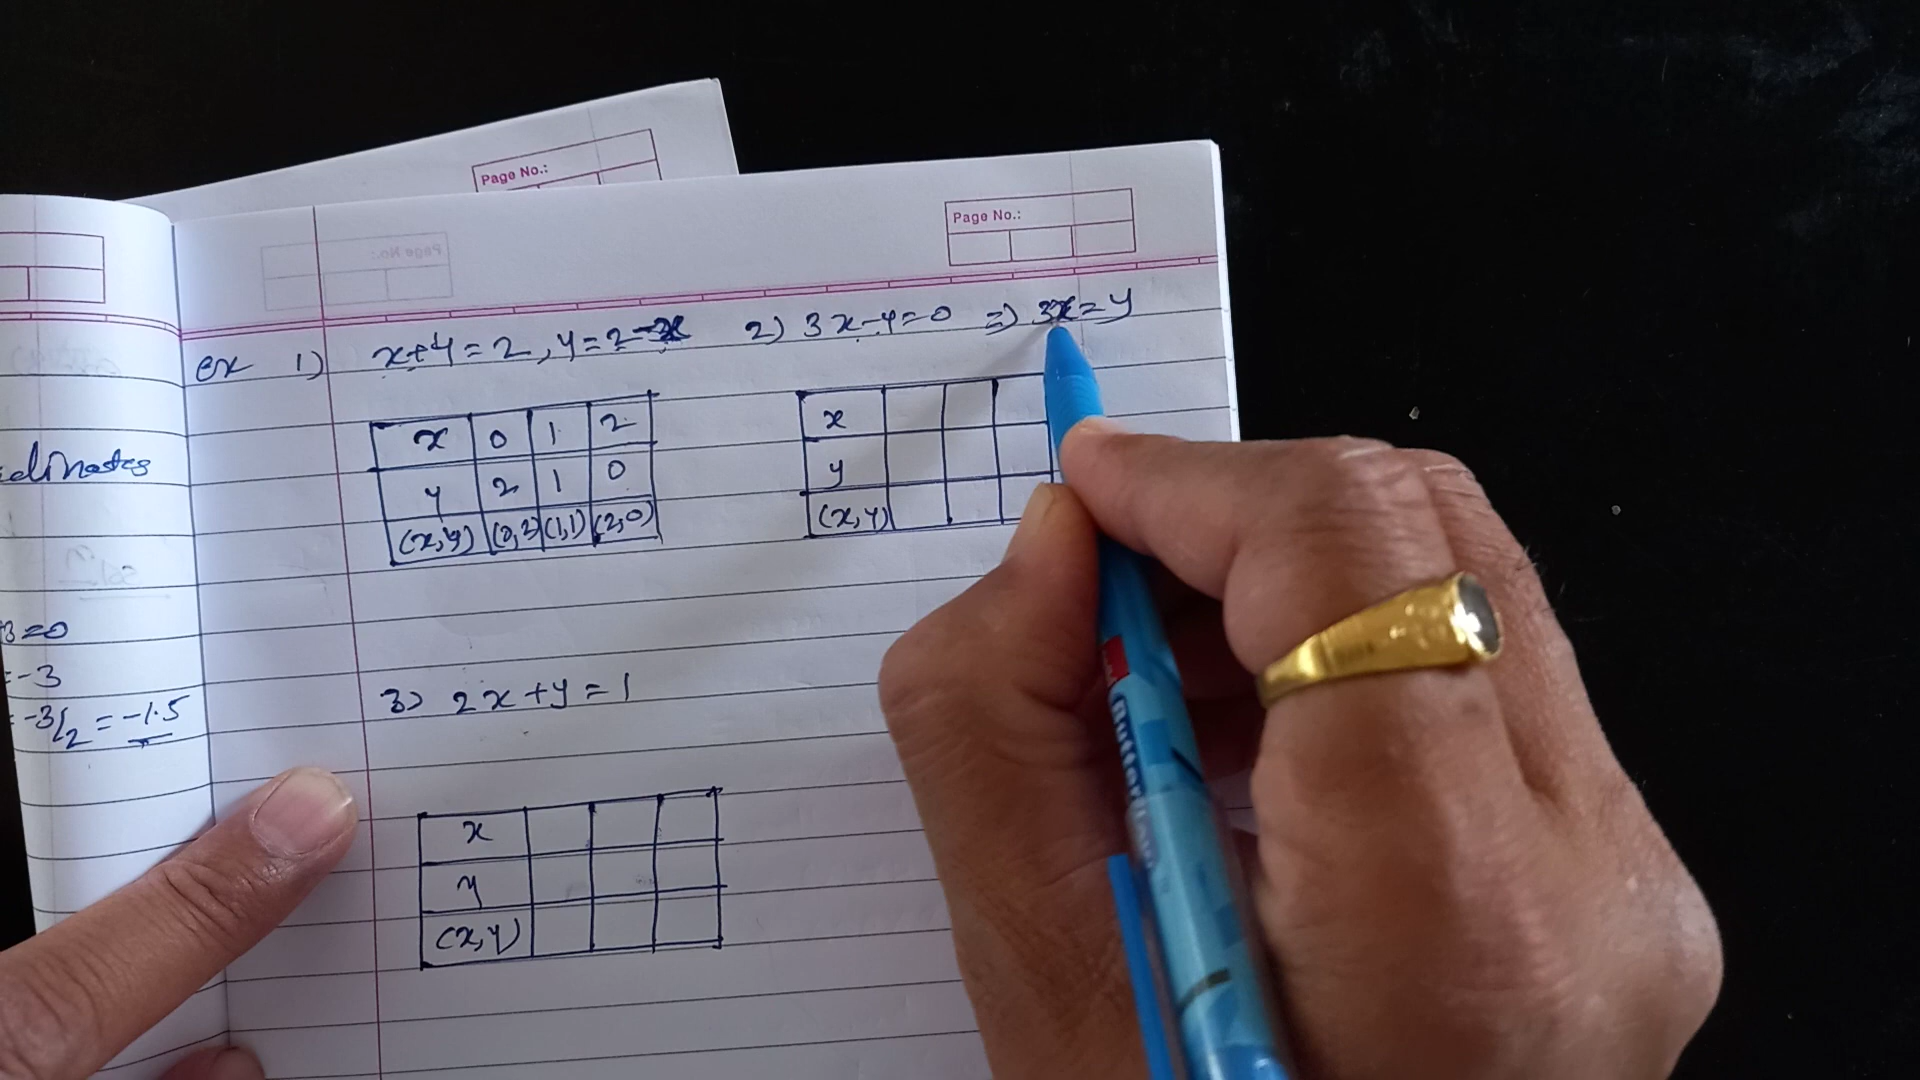 Page No.:
Page No.:
ex 1) x+y=2, y=2-x 2) 3x-y=0 => 3x=y
x 0 1 2
y 2 1 0
(x,y) (0,2) (1,1) (2,0)
x
y
(x,y)
3) 2x+y=1
x
y
(x,y)
=0
=-3
-3/2 = -1.5
Butterflow